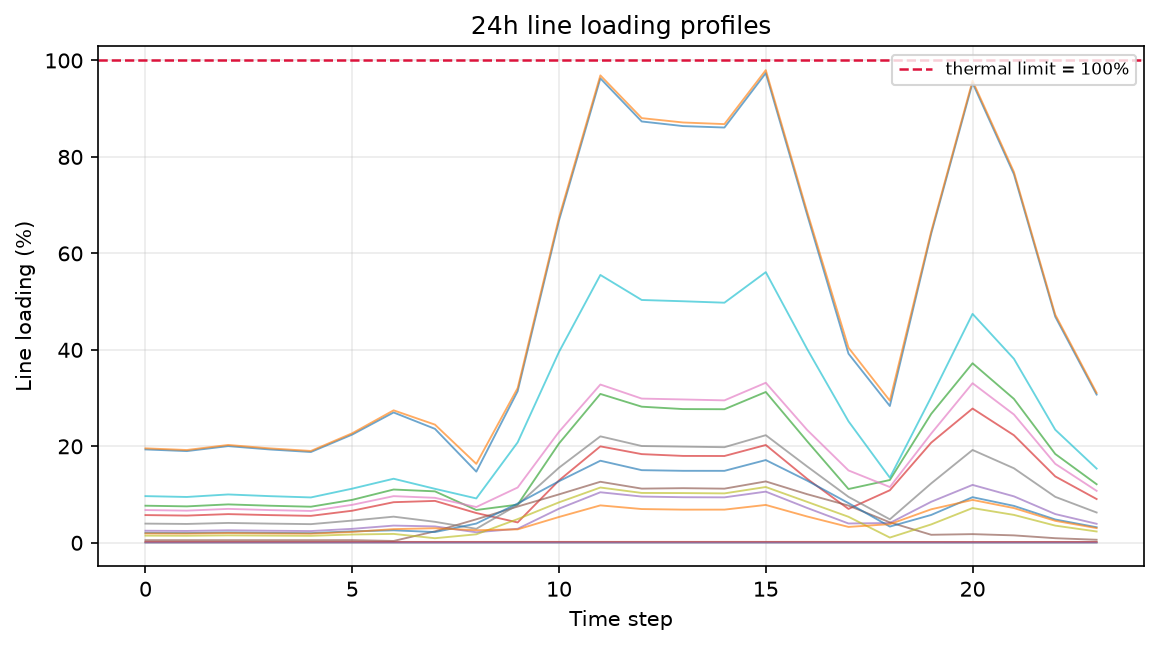 24h line loading profiles
thermal limit = 100%
Line loading (%)
100
80
60
40
20
0
0 5 10 15 20
Time step